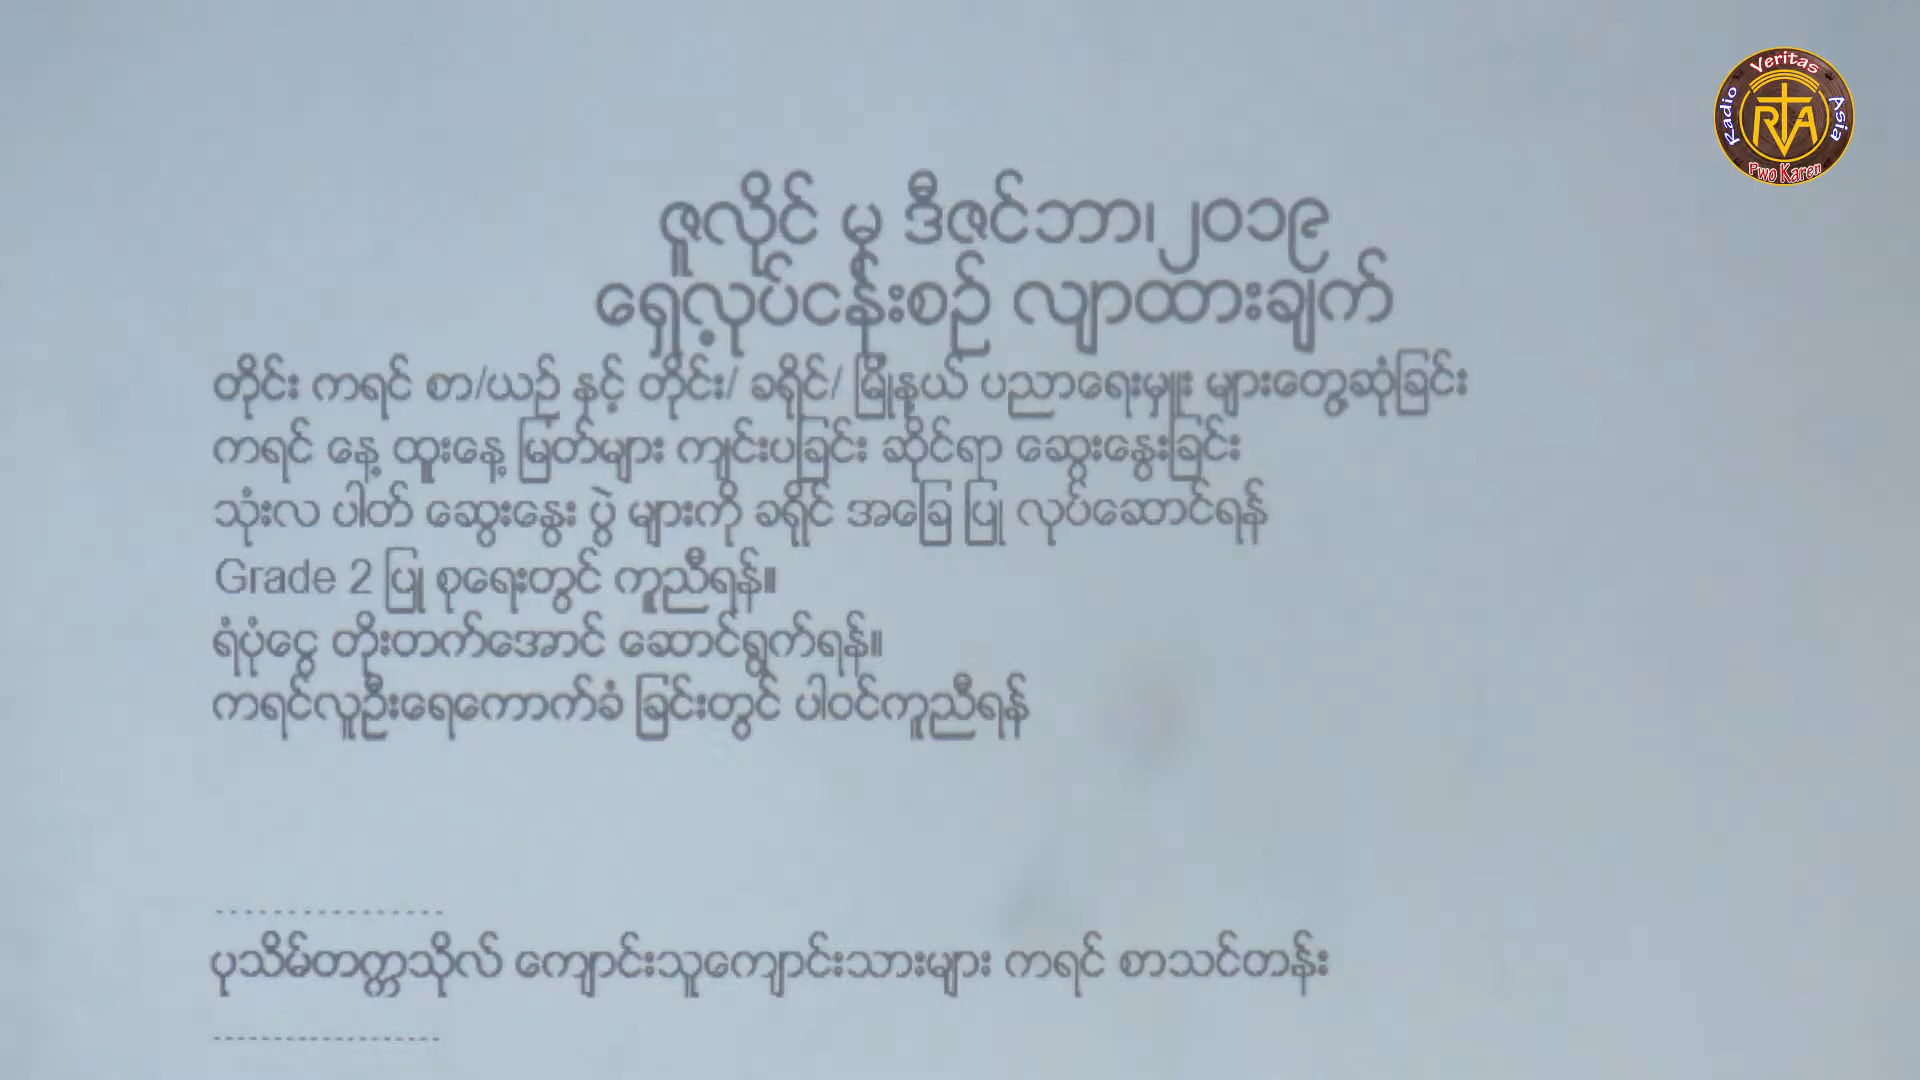 Radio Veritas Asia
RVA
Pwo Karen
ဇူလိုင် မှ ဒီဇင်ဘာ၊၂၀၁၉
ရှေ့လုပ်ငန်းစဉ် လျာထားချက်
တိုင်း ကရင် စာ/ယဉ် နှင့် တိုင်း/ ခရိုင်/ မြို့နယ် ပညာရေးမှူး များတွေ့ဆုံခြင်း
ကရင် နေ့ ထူးနေ့ မြတ်များ ကျင်းပခြင်း ဆိုင်ရာ ဆွေးနွေးခြင်း
သုံးလ ပါတ် ဆွေးနွေး ပွဲ များကို ခရိုင် အခြေ ပြု လုပ်ဆောင်ရန်
Grade 2 ပြု စုရေးတွင် ကူညီရန်။
ရံပုံငွေ တိုးတက်အောင် ဆောင်ရွက်ရန်။
ကရင်လူဦးရေကောက်ခံ ခြင်းတွင် ပါဝင်ကူညီရန်
ပုသိမ်တက္ကသိုလ် ကျောင်းသူကျောင်းသားများ ကရင် စာသင်တန်း